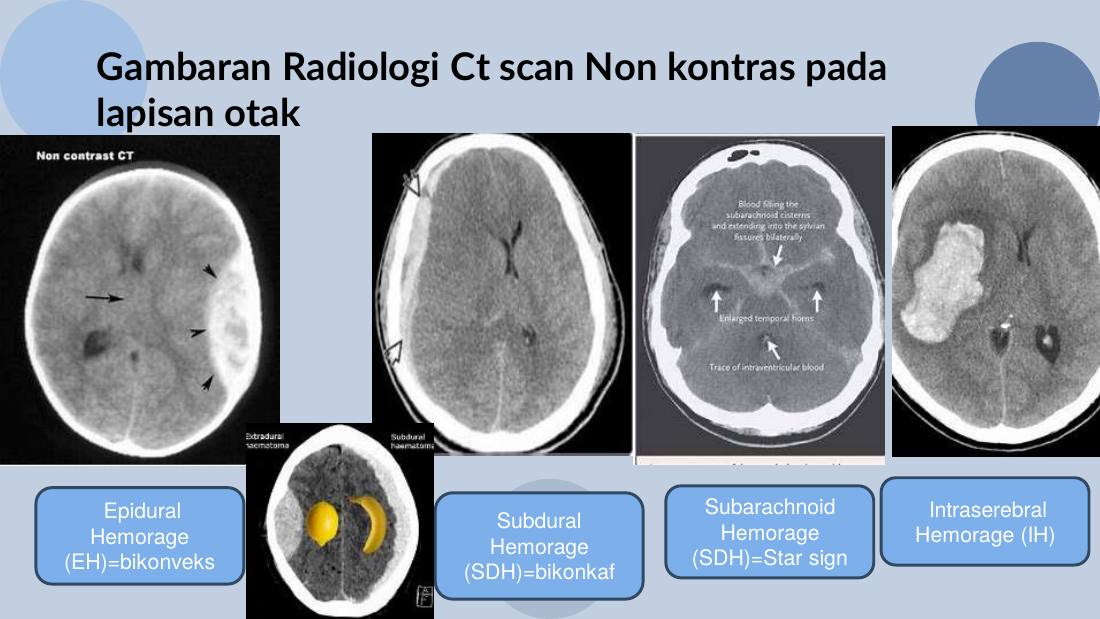 Gambaran Radiologi Ct scan Non kontras pada
lapisan otak
Non contrast CT
Blood filling the
subarachnoid cisterns
and extending into the sylvian
fissures bilaterally
Enlarged temporal horns
Trace of intraventricular blood
Extradural
haematoma
Subdural
haematoma
Epidural
Hemorage
(EH)=bikonveks
Subdural
Hemorage
(SDH)=bikonkaf
Subarachnoid
Hemorage
(SDH)=Star sign
Intraserebral
Hemorage (IH)